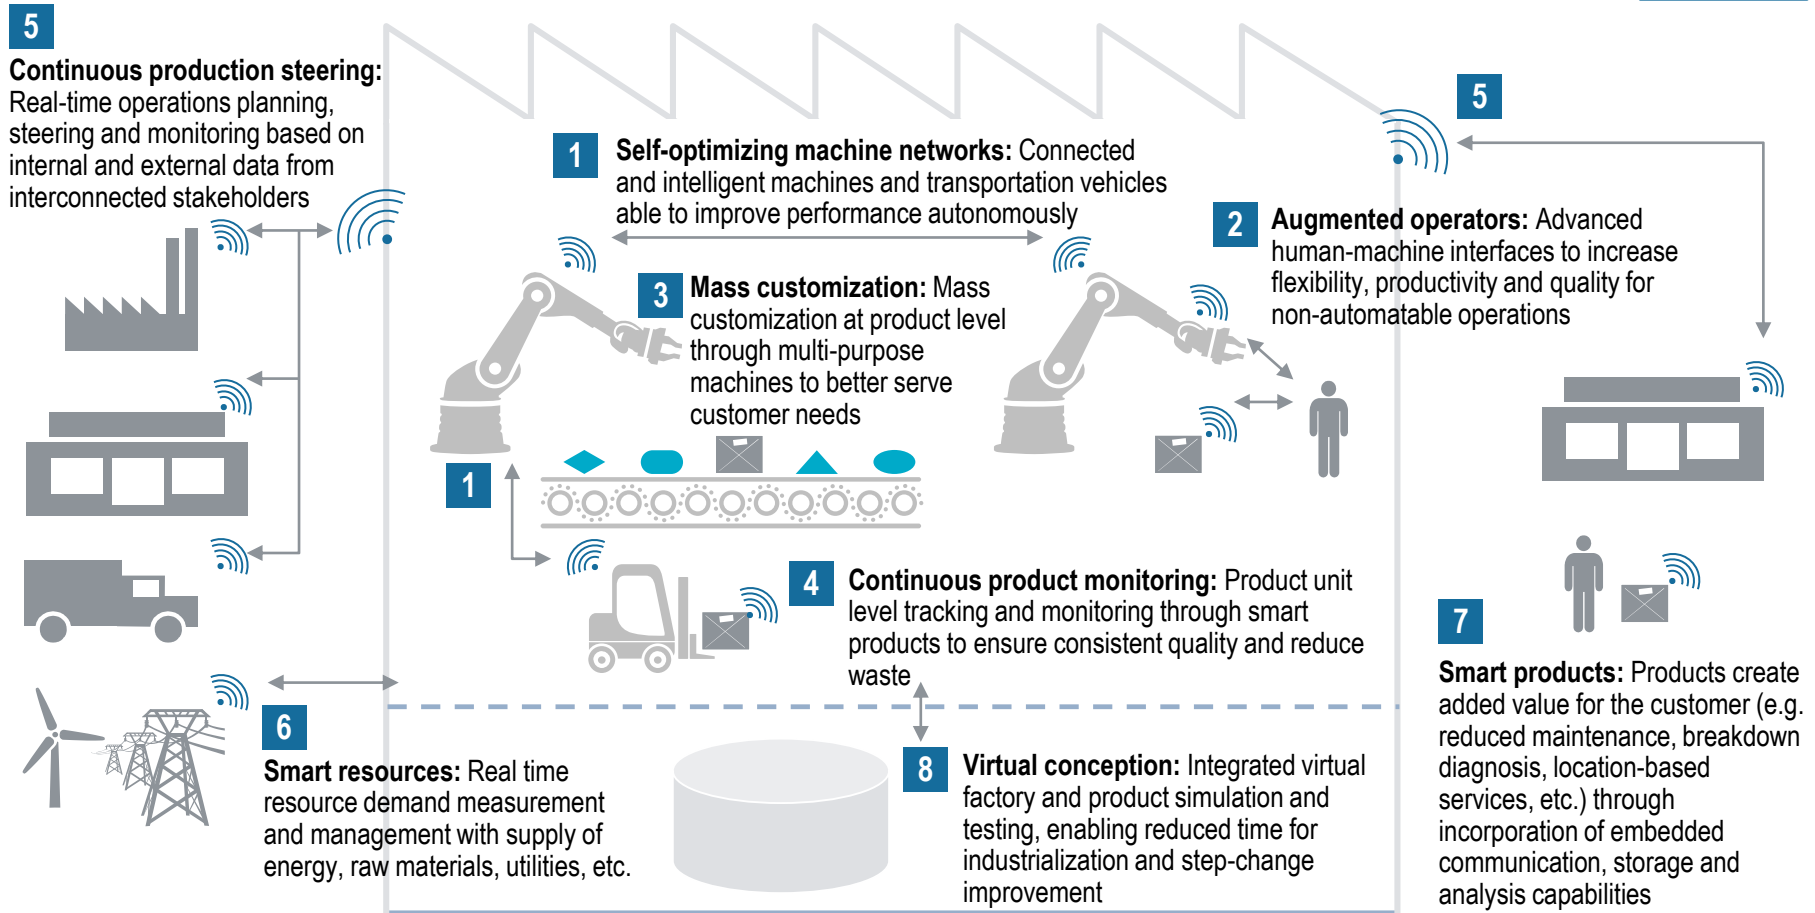 5
Continuous production steering:
Real-time operations planning,
steering and monitoring based on
internal and external data from
interconnected stakeholders
1
Self-optimizing machine networks: Connected
and intelligent machines and transportation vehicles
able to improve performance autonomously
5
2
Augmented operators: Advanced
human-machine interfaces to increase
flexibility, productivity and quality for
non-automatable operations
3
Mass customization: Mass
customization at product level
through multi-purpose
machines to better serve
customer needs
1
4
Continuous product monitoring: Product unit
level tracking and monitoring through smart
products to ensure consistent quality and reduce
waste
6
Smart resources: Real time
resource demand measurement
and management with supply of
energy, raw materials, utilities, etc.
8
Virtual conception: Integrated virtual
factory and product simulation and
testing, enabling reduced time for
industrialization and step-change
improvement
7
Smart products: Products create
added value for the customer (e.g.
reduced maintenance, breakdown
diagnosis, location-based
services, etc.) through
incorporation of embedded
communication, storage and
analysis capabilities